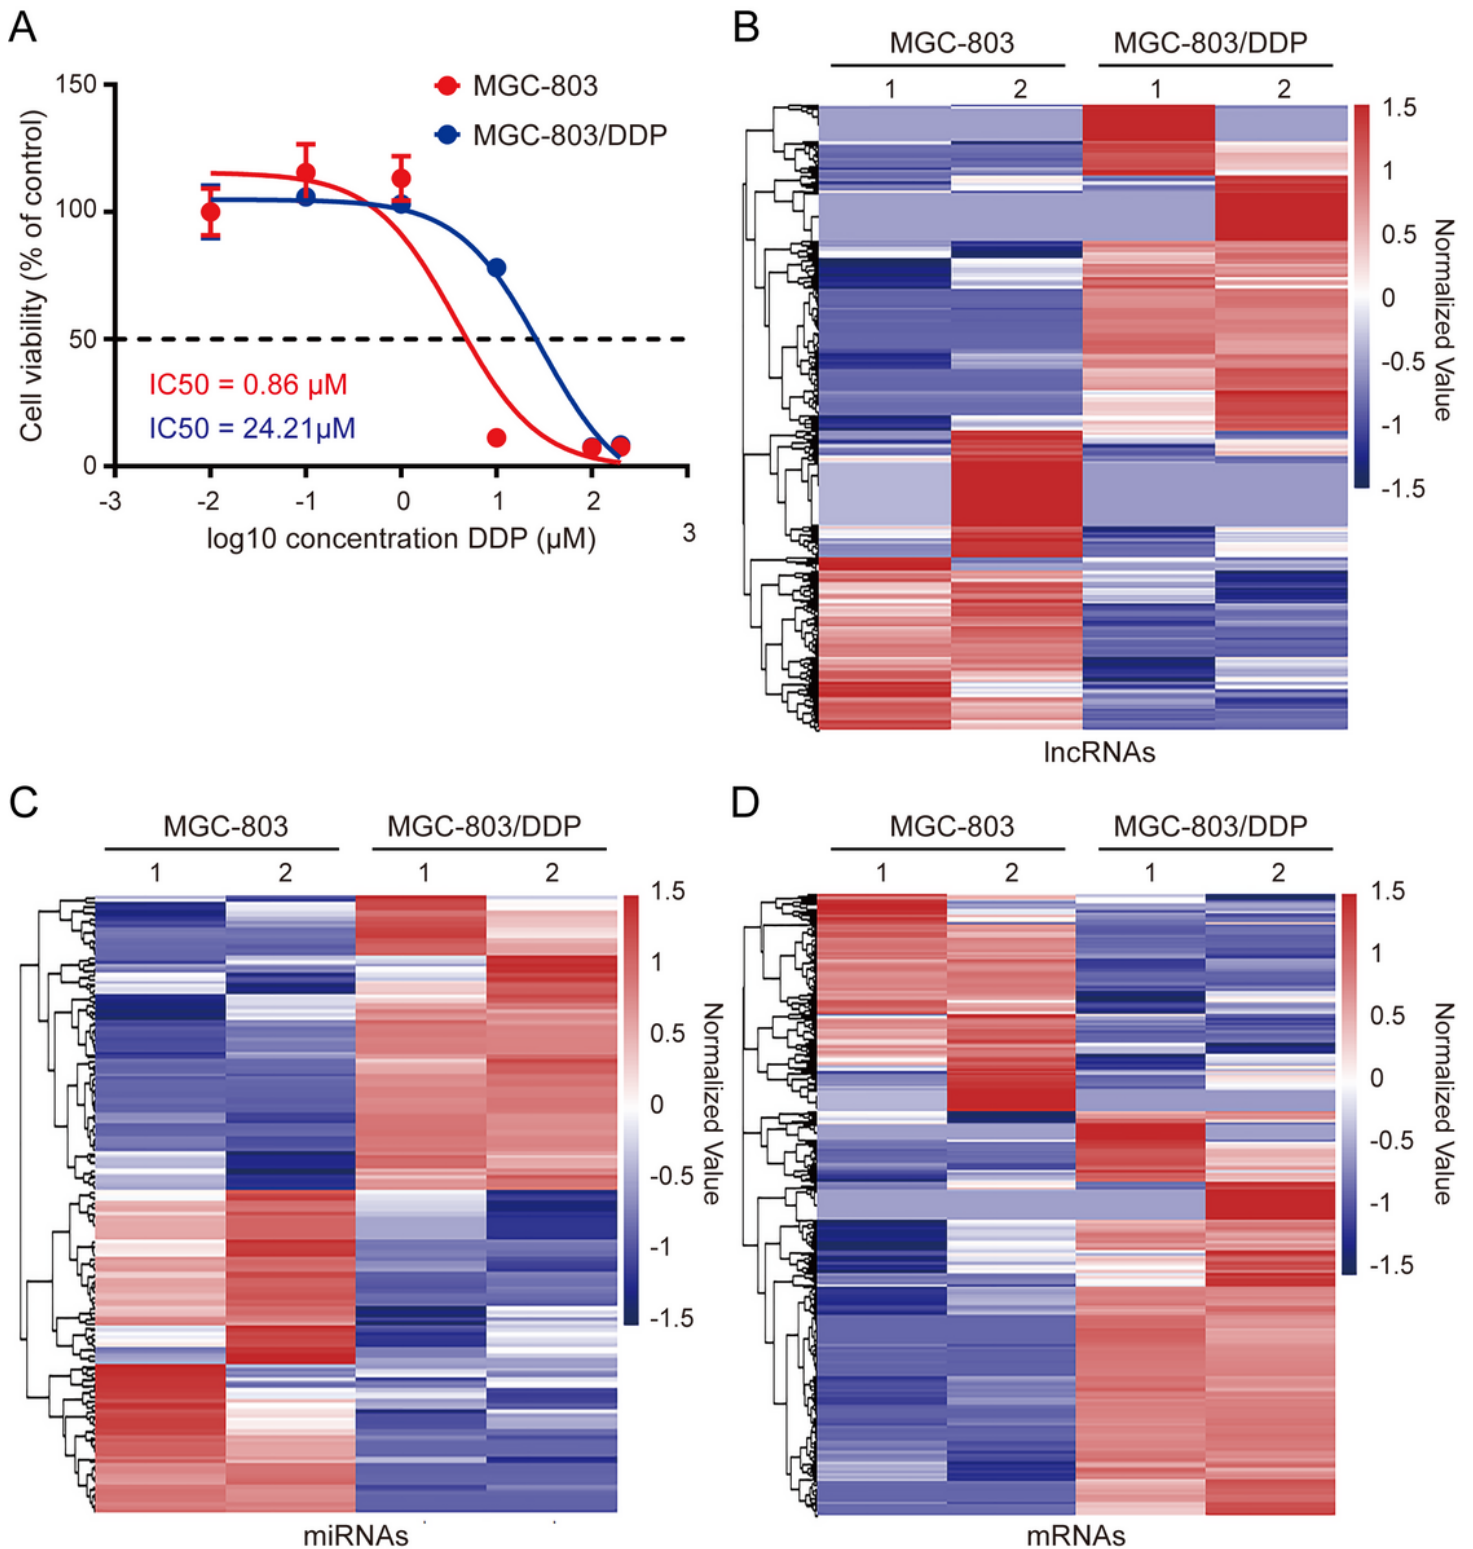 A
150
100
50
0
Cell viability (% of control)
MGC-803
MGC-803/DDP
IC50 = 0.86 µM
IC50 = 24.21µM
-3 -2 -1 0 1 2 3
log10 concentration DDP (µM)
B
MGC-803 MGC-803/DDP
1 2 1 2
1.5
1
0.5
0
-0.5
-1
-1.5
Normalized Value
lncRNAs
C
MGC-803 MGC-803/DDP
1 2 1 2
1.5
1
0.5
0
-0.5
-1
-1.5
Normalized Value
miRNAs
D
MGC-803 MGC-803/DDP
1 2 1 2
1.5
1
0.5
0
-0.5
-1
-1.5
Normalized Value
mRNAs